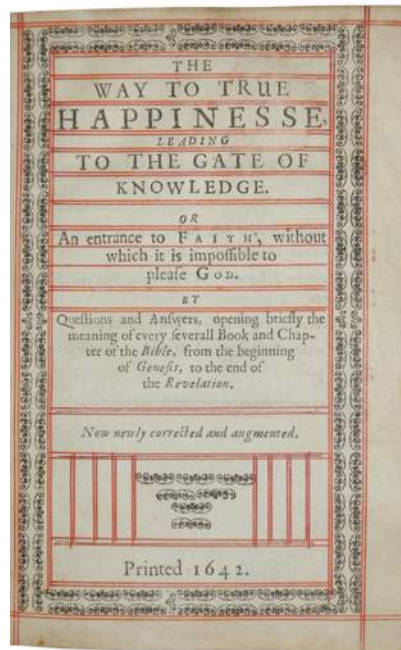 THE
WAY TO TRUE
HAPPINESSE,
LEADING
TO THE GATE OF
KNOWLEDGE.
OR
An entrance to FAITH, without
which it is impoſſible to
pleaſe GOD.
BY
Queſtions and Anſwers, opening briefly the
meaning of every ſeverall Book and Chap-
ter of the Bible, from the beginning
of Geneſis, to the end of
the Revelation.
Now newly corrected and augmented.
Printed 1642.